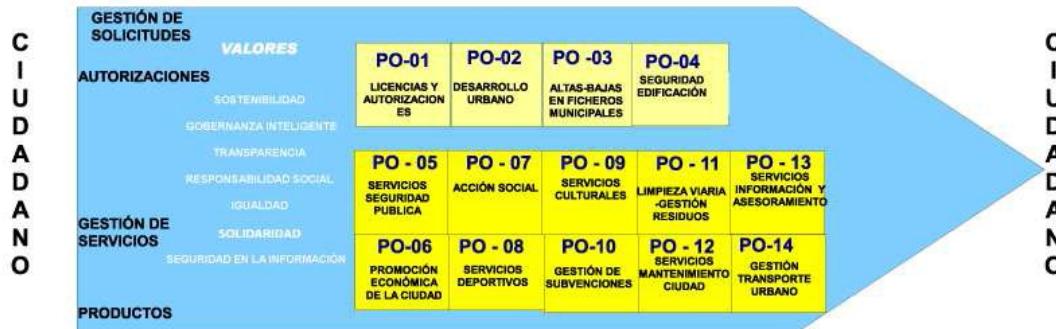 CIUDADANO
GESTIÓN DE
SOLICITUDES
VALORES
AUTORIZACIONES
SOSTENIBILIDAD
GOBERNANZA INTELIGENTE
TRANSPARENCIA
RESPONSABILIDAD SOCIAL
IGUALDAD
GESTIÓN DE
SERVICIOS
SOLIDARIDAD
SEGURIDAD EN LA INFORMACIÓN
PRODUCTOS
PO-01
LICENCIAS Y
AUTORIZACION
ES
PO-02
DESARROLLO
URBANO
PO -03
ALTAS-BAJAS
EN FICHEROS
MUNICIPALES
PO-04
SEGURIDAD
EDIFICACIÓN
PO - 05
SERVICIOS
SEGURIDAD
PUBLICA
PO - 07
ACCIÓN SOCIAL
PO - 09
SERVICIOS
CULTURALES
PO - 11
LIMPIEZA VIARIA
-GESTIÓN
RESIDUOS
PO - 13
SERVICIOS
INFORMACIÓN Y
ASESORAMIENTO
PO-06
PROMOCIÓN
ECONÓMICA
DE LA CIUDAD
PO - 08
SERVICIOS
DEPORTIVOS
PO-10
GESTIÓN DE
SUBVENCIONES
PO - 12
SERVICIOS
MANTENIMIENTO
CIUDAD
PO-14
GESTIÓN
TRANSPORTE
URBANO
CIUDADANO